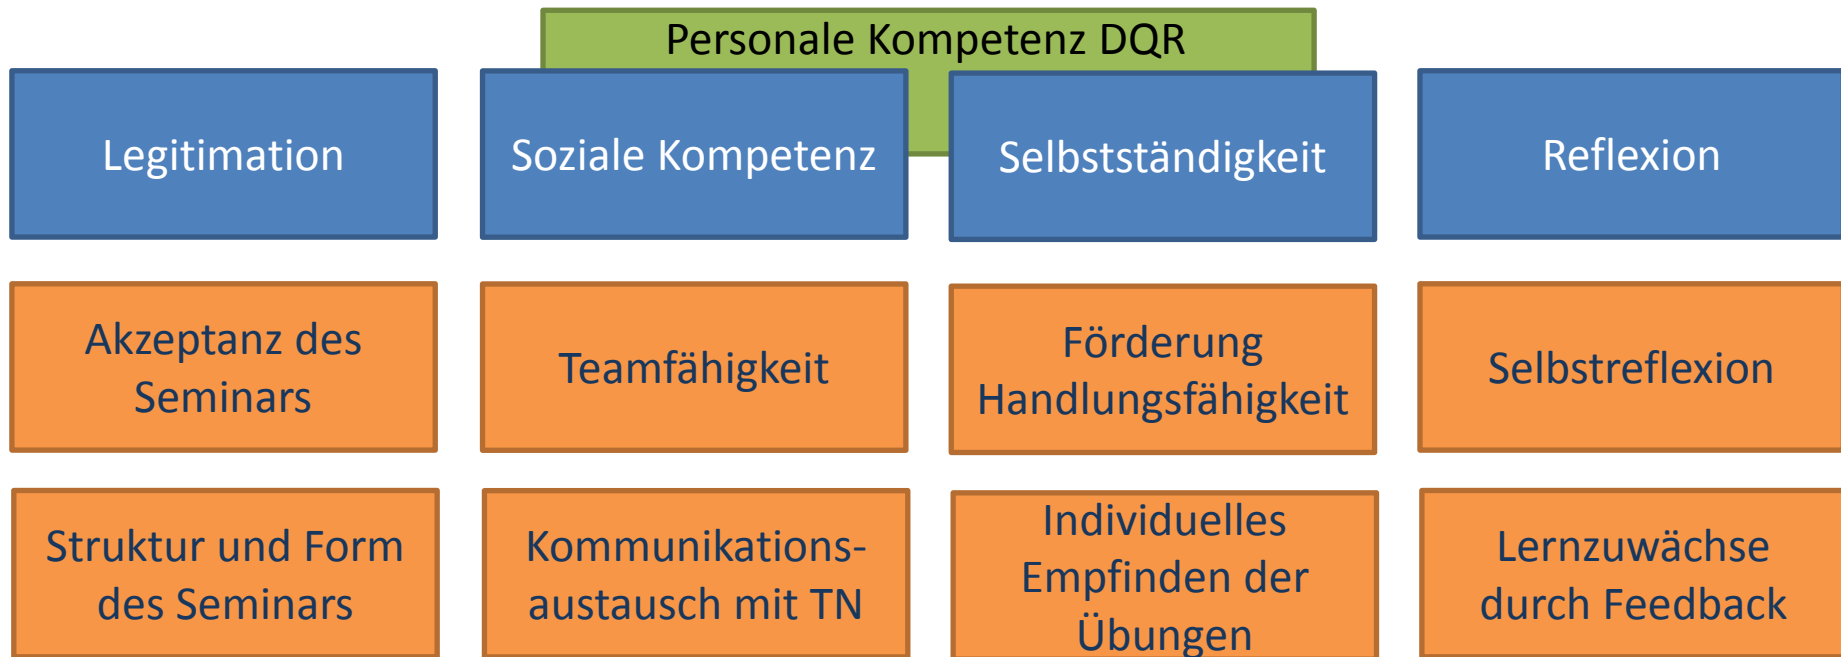 Personale Kompetenz DQR
Legitimation
Soziale Kompetenz
Selbstständigkeit
Reflexion
Akzeptanz des
Seminars
Teamfähigkeit
Förderung
Handlungsfähigkeit
Selbstreflexion
Struktur und Form
des Seminars
Kommunikations-
austausch mit TN
Individuelles
Empfinden der
Übungen
Lernzuwächse
durch Feedback